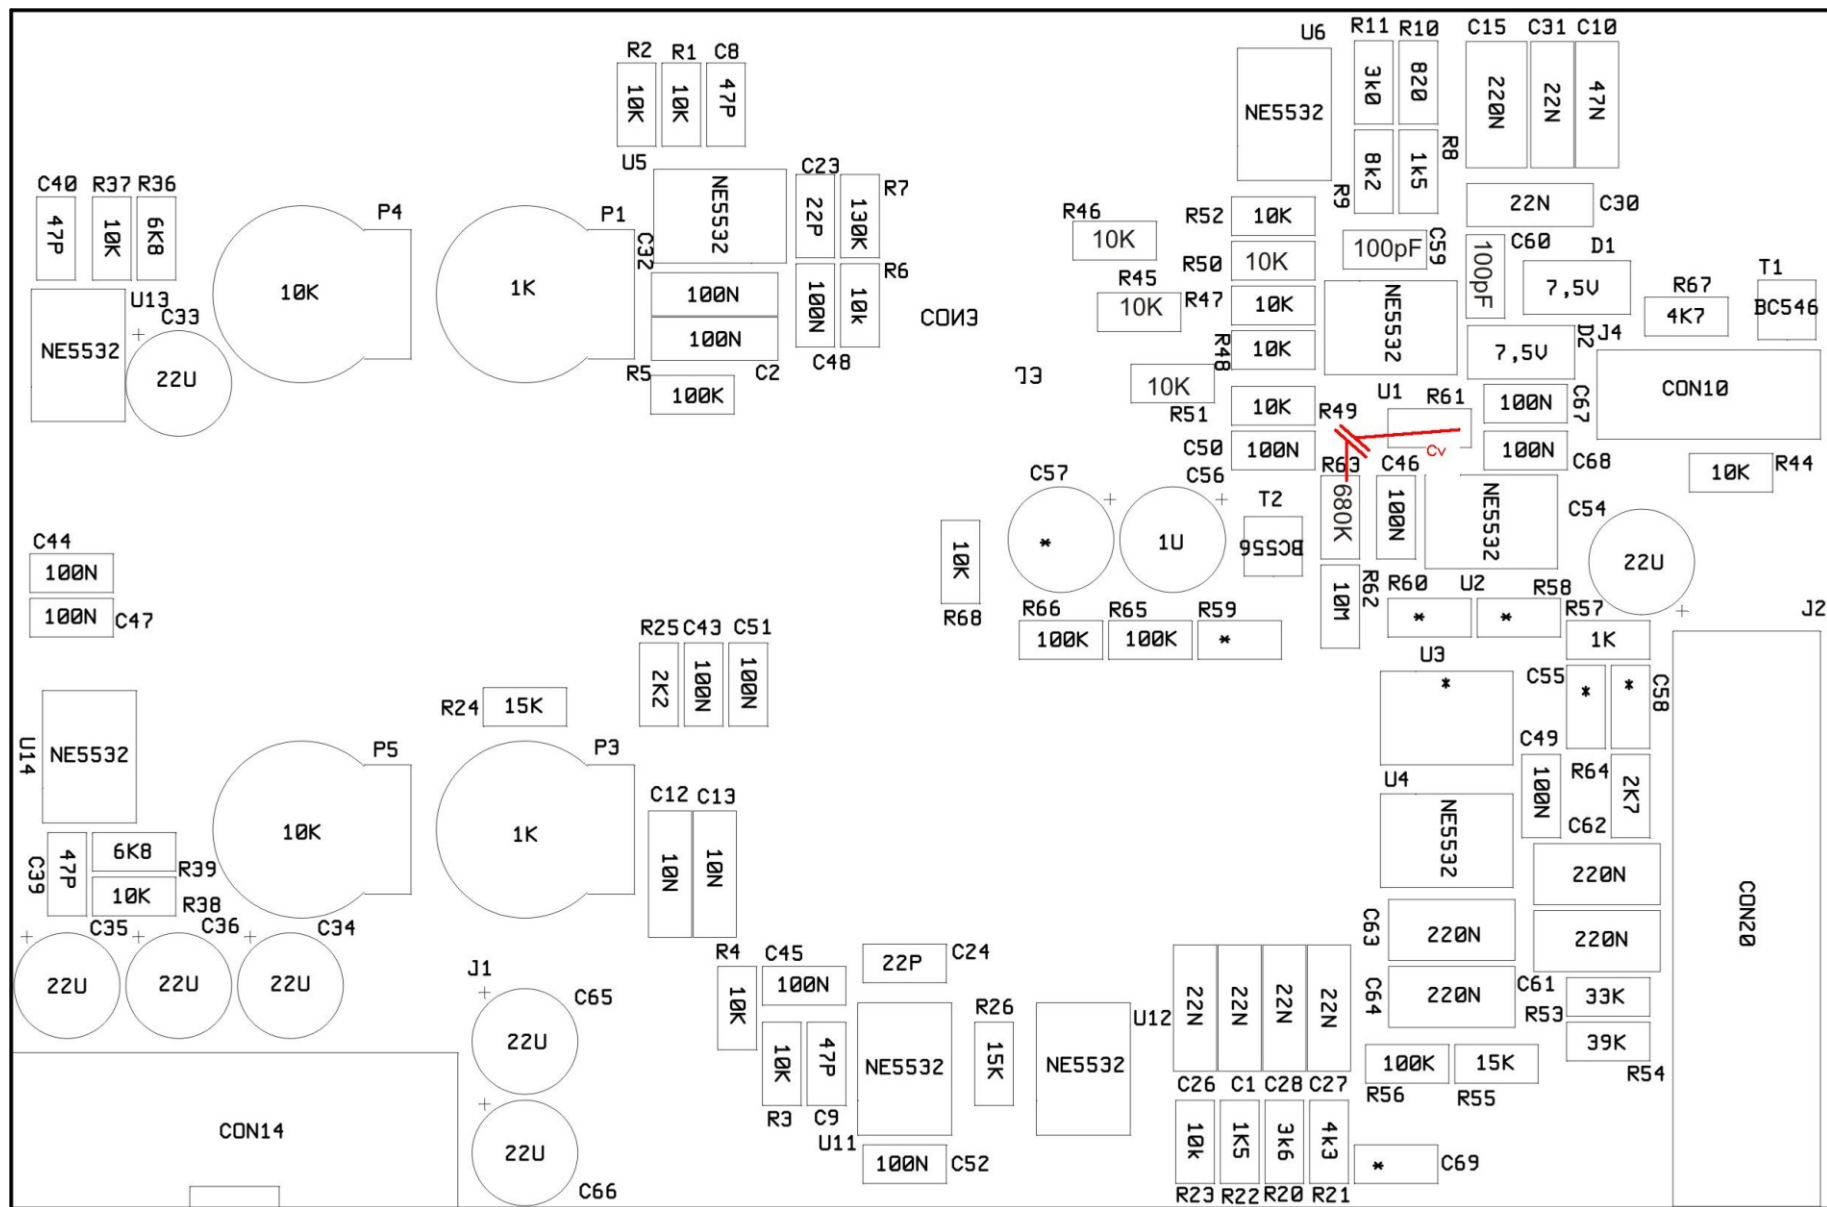 U6
R11
R10
C15
C31
C10
R2
R1
C8
10K
10K
47P
3k0
820
220N
22N
47N
NE5532
8k2
1k5
R8
R9
U5
NE5532
C23
22P
R7
130K
C40
R37
R36
47P
10K
6K8
P4
10K
P1
1K
C32
22N
C30
R46
10K
R52
10K
100pF
C59
C60
100pF
D1
7,5V
T1
BC546
R50
10K
R45
10K
R47
10K
NE5532
R67
4K7
U13
NE5532
C33
22U
100N
100N
C2
100N
C48
R6
10k
CON3
R48
10K
7,5V
D2
J4
CON10
R5
100K
10K
R51
10K
R49
U1
R61
100N
C67
Cv
C50
100N
100N
C68
R44
10K
C57
*
C56
1U
T2
BC556
R63
680K
C46
100N
NE5532
C54
22U
C44
100N
10K
R68
100N
C47
R66
100K
R65
100K
R59
*
10M
R62
R60
*
U2
R58
*
R57
1K
J2
R25
C43
C51
2K2
100N
100N
U3
*
C55
*
*
C58
R24
15K
U14
NE5532
P5
10K
P3
1K
C12
C13
10N
10N
C49
100N
R64
2K7
U4
NE5532
C62
220N
C39
47P
6K8
R39
10K
R38
C35
22U
C36
22U
C34
22U
J1
C65
22U
R4
10K
C45
100N
22P
C24
C63
220N
220N
C61
C64
220N
33K
R53
CON20
R3
10K
C9
47P
NE5532
U11
R26
15K
NE5532
U12
22N
22N
22N
22N
C26
C1
C28
C27
100K
R56
15K
R55
39K
R54
CON14
22U
C66
100N
C52
10k
1K5
3k6
4k3
R23
R22
R20
R21
*
C69